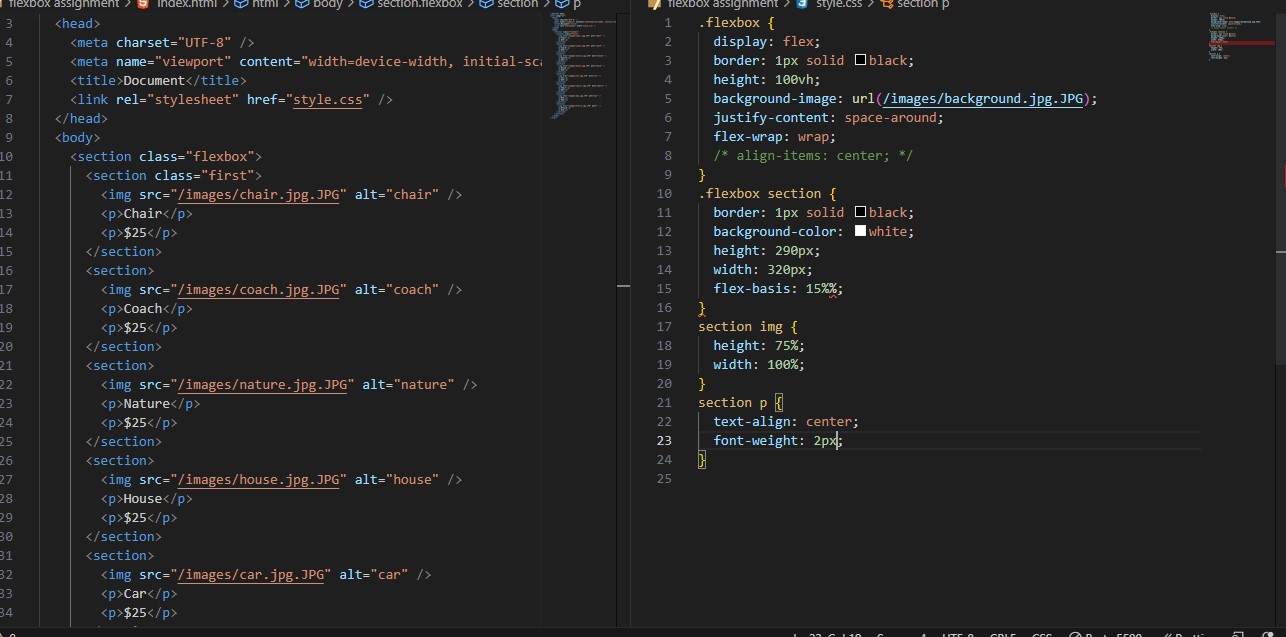 flexbox assignment > index.html > html > body > section.flexbox > section > p
3 <head>
4 <meta charset="UTF-8" />
5 <meta name="viewport" content="width=device-width, initial-sca
6 <title>Document</title>
7 <link rel="stylesheet" href="style.css" />
8 </head>
9 <body>
10 <section class="flexbox">
11 <section class="first">
12 <img src="/images/chair.jpg.JPG" alt="chair" />
13 <p>Chair</p>
14 <p>$25</p>
15 </section>
16 <section>
17 <img src="/images/coach.jpg.JPG" alt="coach" />
18 <p>Coach</p>
19 <p>$25</p>
20 </section>
21 <section>
22 <img src="/images/nature.jpg.JPG" alt="nature" />
23 <p>Nature</p>
24 <p>$25</p>
25 </section>
26 <section>
27 <img src="/images/house.jpg.JPG" alt="house" />
28 <p>House</p>
29 <p>$25</p>
30 </section>
31 <section>
32 <img src="/images/car.jpg.JPG" alt="car" />
33 <p>Car</p>
34 <p>$25</p>
flexbox assignment > style.css > section p
1 .flexbox {
2 display: flex;
3 border: 1px solid black;
4 height: 100vh;
5 background-image: url(/images/background.jpg.JPG);
6 justify-content: space-around;
7 flex-wrap: wrap;
8 /* align-items: center; */
9 }
10 .flexbox section {
11 border: 1px solid black;
12 background-color: white;
13 height: 290px;
14 width: 320px;
15 flex-basis: 15%%;
16 }
17 section img {
18 height: 75%;
19 width: 100%;
20 }
21 section p {
22 text-align: center;
23 font-weight: 2px;
24 }
25